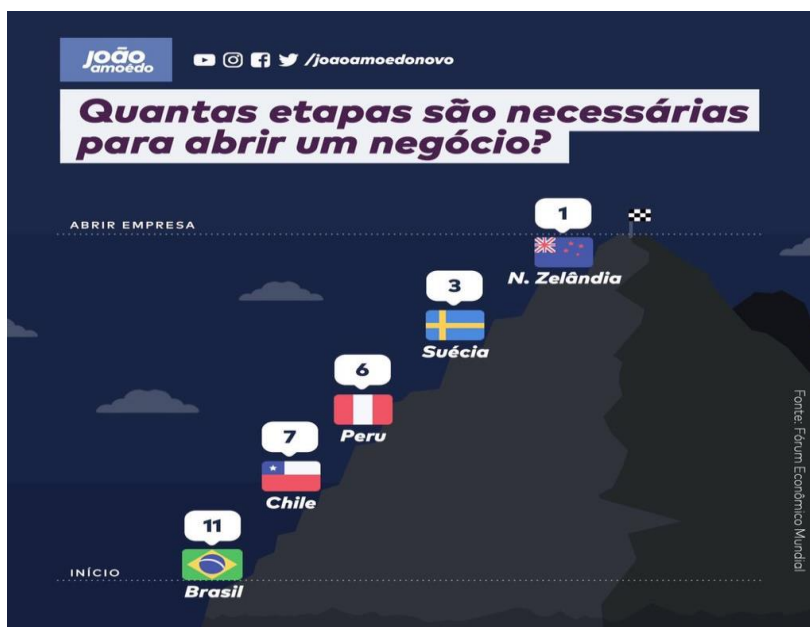 joão
amoêdo
/joaoamoedonovo
Quantas etapas são necessárias
para abrir um negócio?
ABRIR EMPRESA
1
N. Zelândia
3
Suécia
6
Peru
7
Chile
11
Brasil
INÍCIO
Fonte: Fórum Econômico Mundial